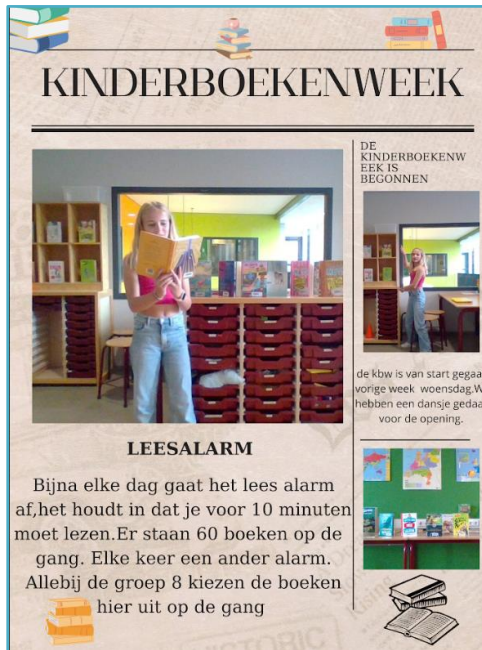 KINDERBOEKENWEEK
LEESALARM
Bijna elke dag gaat het lees alarm
af,het houdt in dat je voor 10 minuten
moet lezen.Er staan 60 boeken op de
gang. Elke keer een ander alarm.
Allebij de groep 8 kiezen de boeken
hier uit op de gang
DE
KINDERBOEKENW
EEK IS
BEGONNEN
de kbw is van start gegaa
vorige week woensdag.W
hebben een dansje gedaa
voor de opening.